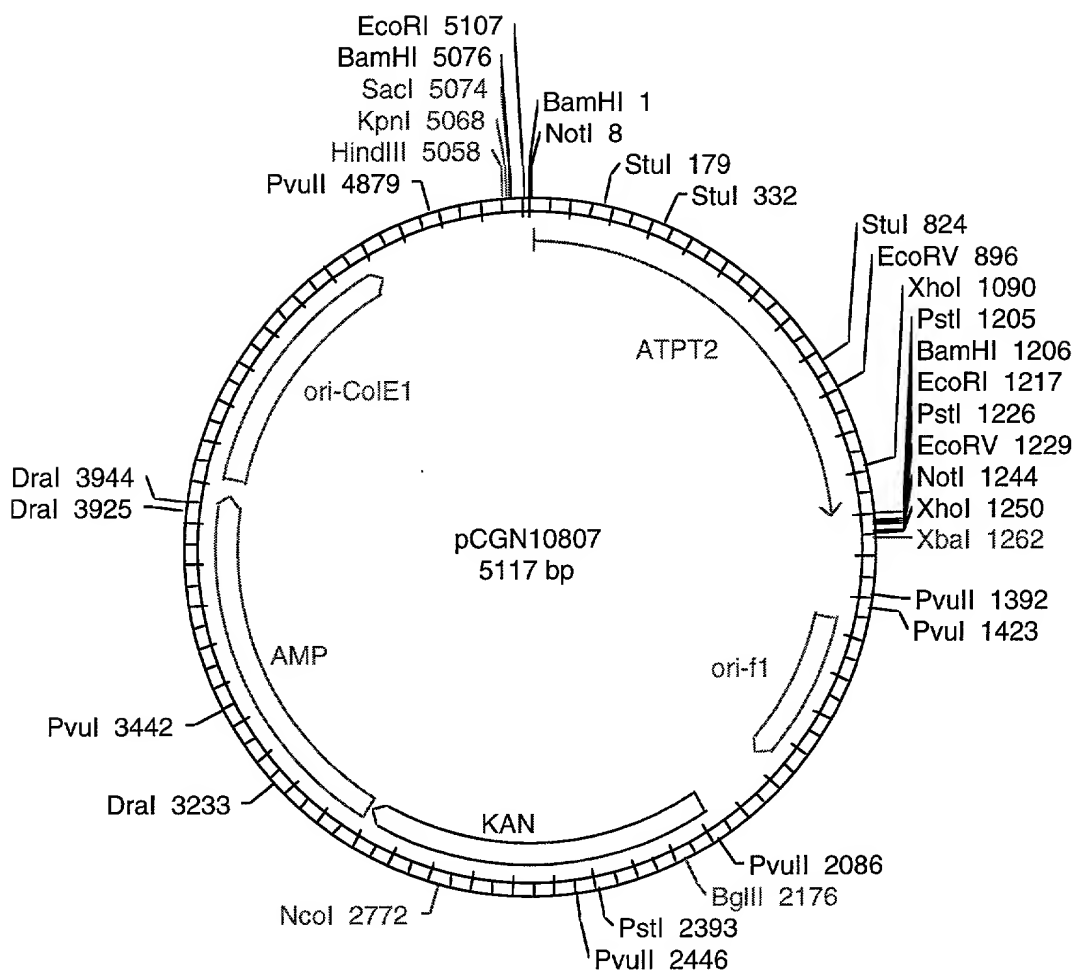 EcoRI 5107
BamHI 5076
SacI 5074
KpnI 5068
HindIII 5058
PvuII 4879
BamHI 1
NotI 8
StuI 179
StuI 332
StuI 824
EcoRV 896
XhoI 1090
PstI 1205
BamHI 1206
EcoRI 1217
PstI 1226
EcoRV 1229
NotI 1244
XhoI 1250
XbaI 1262
PvuII 1392
PvuI 1423
ATPT2
ori-ColE1
DraI 3944
DraI 3925
pCGN10807
5117 bp
ori-f1
AMP
PvuI 3442
DraI 3233
KAN
PvuII 2086
BglII 2176
NcoI 2772
PstI 2393
PvuII 2446